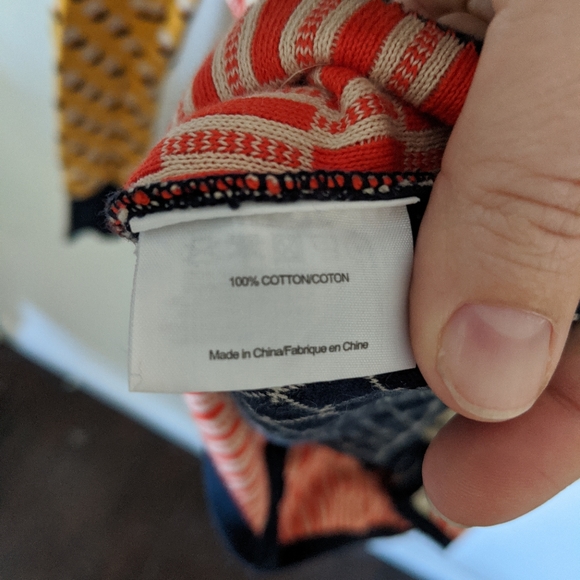 100% COTTON/COTON
Made in China/Fabrique en Chine